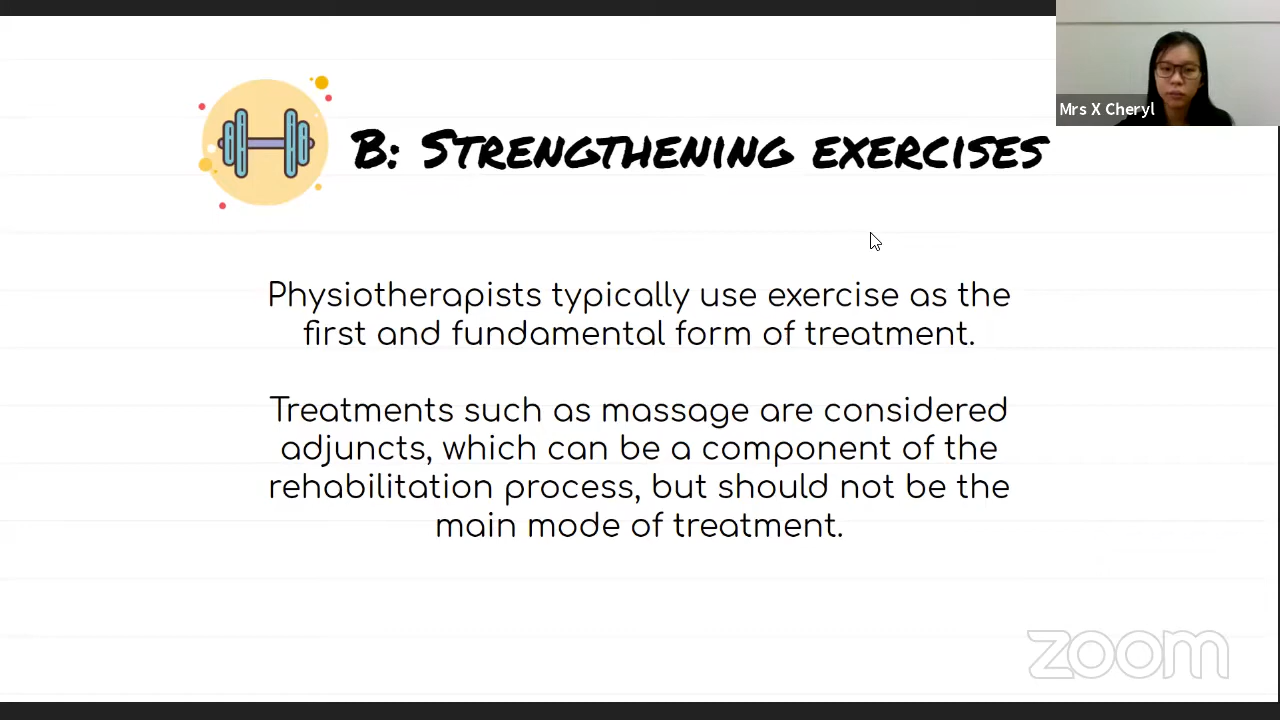 Mrs X Cheryl
B: Strengthening exercises
Physiotherapists typically use exercise as the
first and fundamental form of treatment.
Treatments such as massage are considered
adjuncts, which can be a component of the
rehabilitation process, but should not be the
main mode of treatment.
zoom